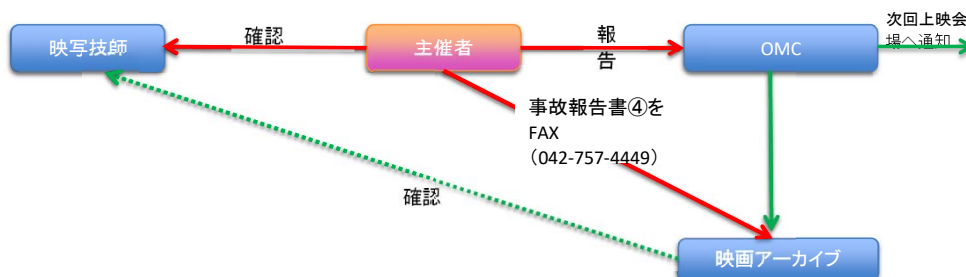 映写技師
確認
主催者
報
告
OMC
次回上映会
場へ通知
事故報告書④を
FAX
（042-757-4449）
確認
映画アーカイブ